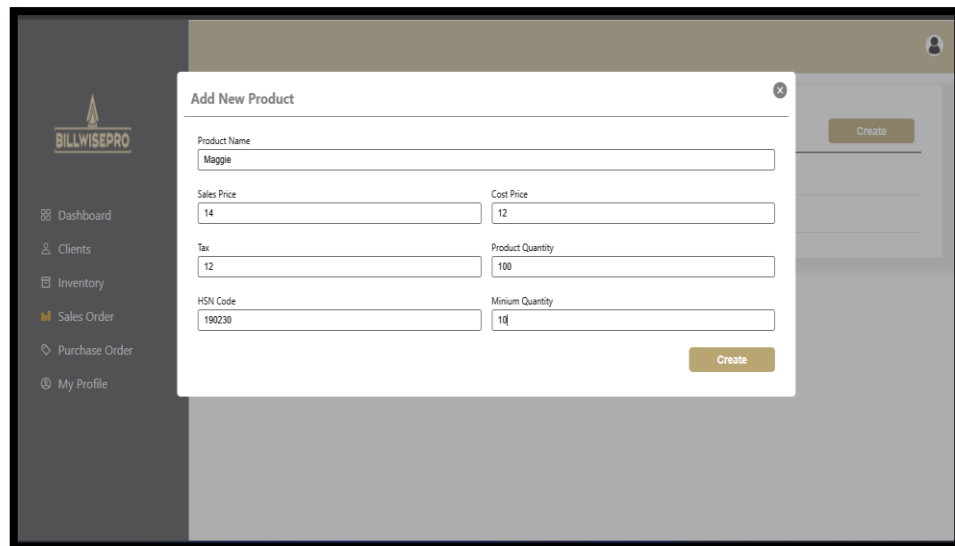 BILLWISEPRO
Dashboard
Clients
Inventory
Sales Order
Purchase Order
My Profile
Create
Add New Product
Product Name
Maggie
Sales Price
Cost Price
14
12
Tax
Product Quantity
12
100
HSN Code
Minium Quantity
190230
10
Create